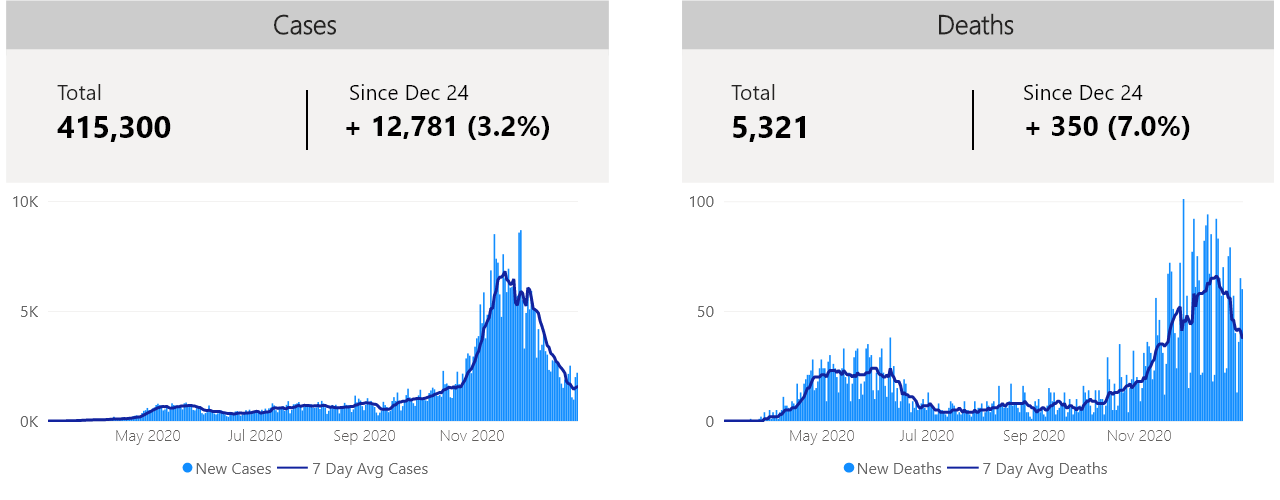 Cases
Total
415,300
Since Dec 24
+ 12,781 (3.2%)
10K
5K
0K
May 2020
Jul 2020
Sep 2020
Nov 2020
New Cases
7 Day Avg Cases
Deaths
Total
5,321
Since Dec 24
+ 350 (7.0%)
100
50
0
May 2020
Jul 2020
Sep 2020
Nov 2020
New Deaths
7 Day Avg Deaths